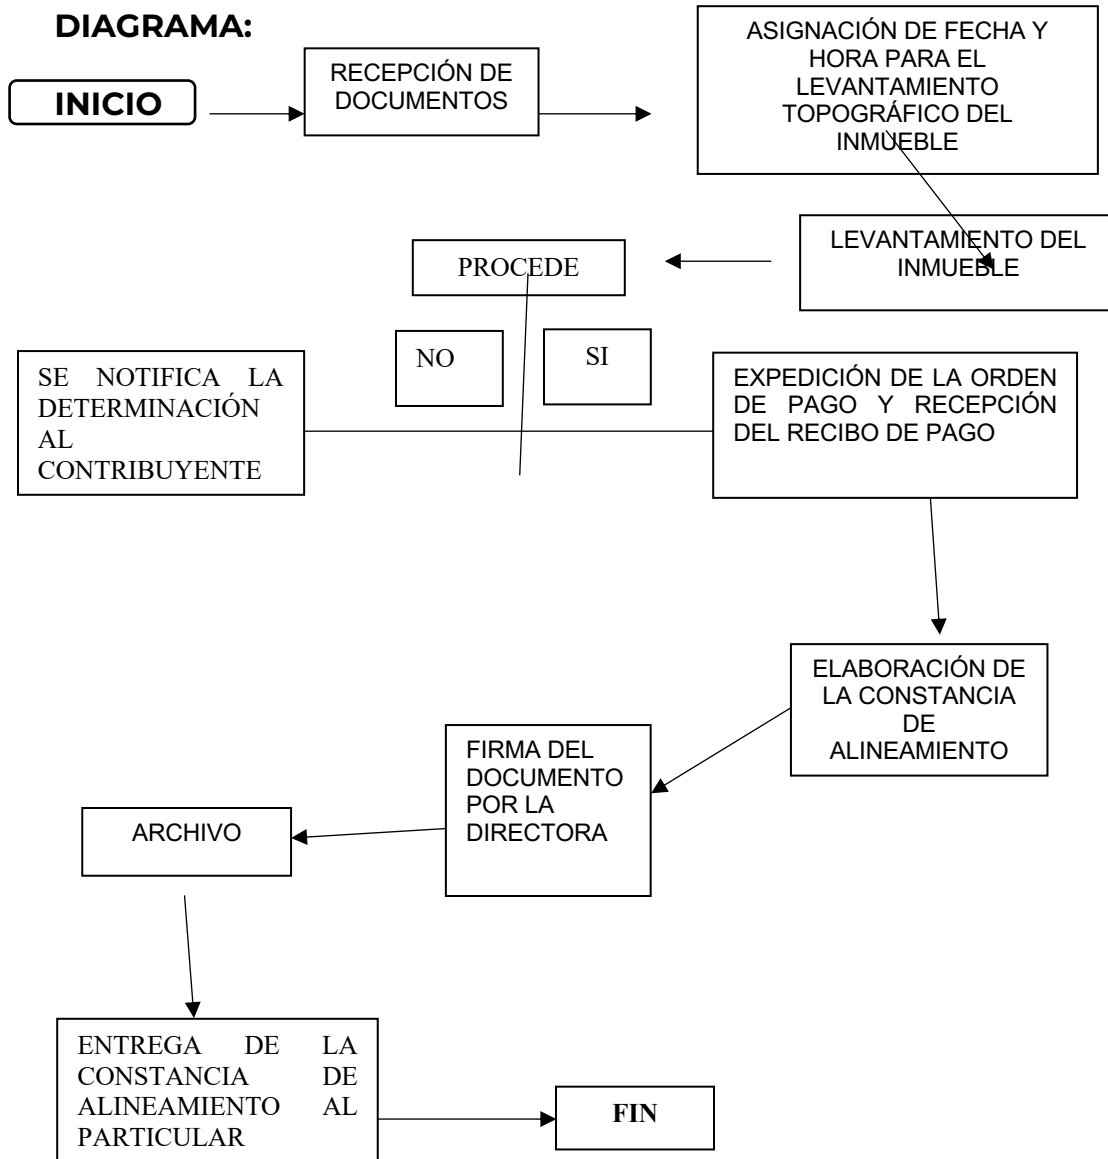 DIAGRAMA:
INICIO
RECEPCIÓN DE
DOCUMENTOS
ASIGNACIÓN DE FECHA Y
HORA PARA EL
LEVANTAMIENTO
TOPOGRÁFICO DEL
INMUEBLE
LEVANTAMIENTO DEL
INMUEBLE
PROCEDE
NO
SI
SE NOTIFICA LA
DETERMINACIÓN
AL
CONTRIBUYENTE
EXPEDICIÓN DE LA ORDEN
DE PAGO Y RECEPCIÓN
DEL RECIBO DE PAGO
ELABORACIÓN DE
LA CONSTANCIA
DE
ALINEAMIENTO
FIRMA DEL
DOCUMENTO
POR LA
DIRECTORA
ARCHIVO
ENTREGA DE LA
CONSTANCIA DE
ALINEAMIENTO AL
PARTICULAR
FIN